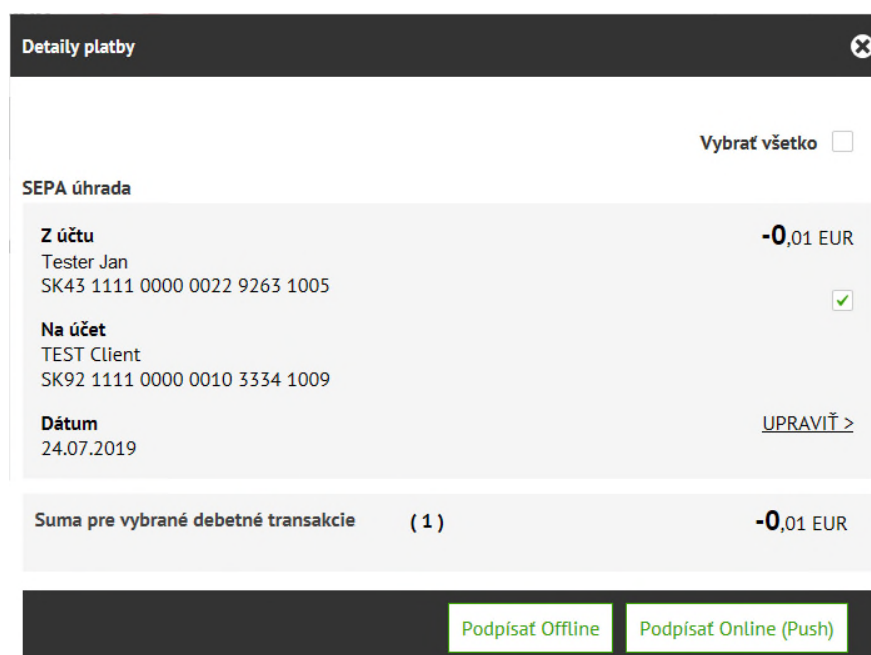 Detaily platby
Vybrať všetko
SEPA úhrada
Z účtu
-0,01 EUR
Tester Jan
SK43 1111 0000 0022 9263 1005
Na účet
TEST Client
SK92 1111 0000 0010 3334 1009
Dátum
UPRAVIŤ >
24.07.2019
Suma pre vybrané debetné transakcie (1) -0,01 EUR
Podpísať Offline
Podpísať Online (Push)